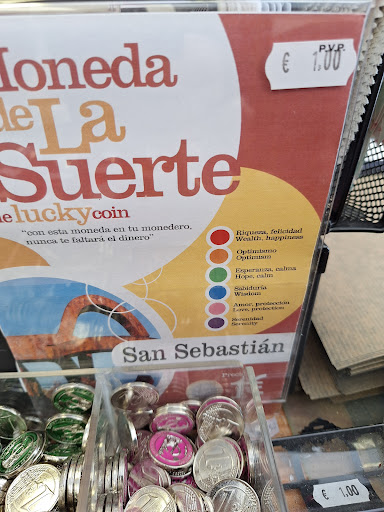 Moneda
de La
Suerte
de lucky coin
P.V.P.
€ 1,00
"con esta moneda en tu monedero,
nunca te faltará el dinero"
Riqueza, felicidad
Wealth, happiness
Optimismo
Optimism
Esperanza, calma
Hope, calm
Sabiduría
Wisdom
Amor, protección
Love, protection
Serenidad
Serenity
San Sebastián
€ 1,00